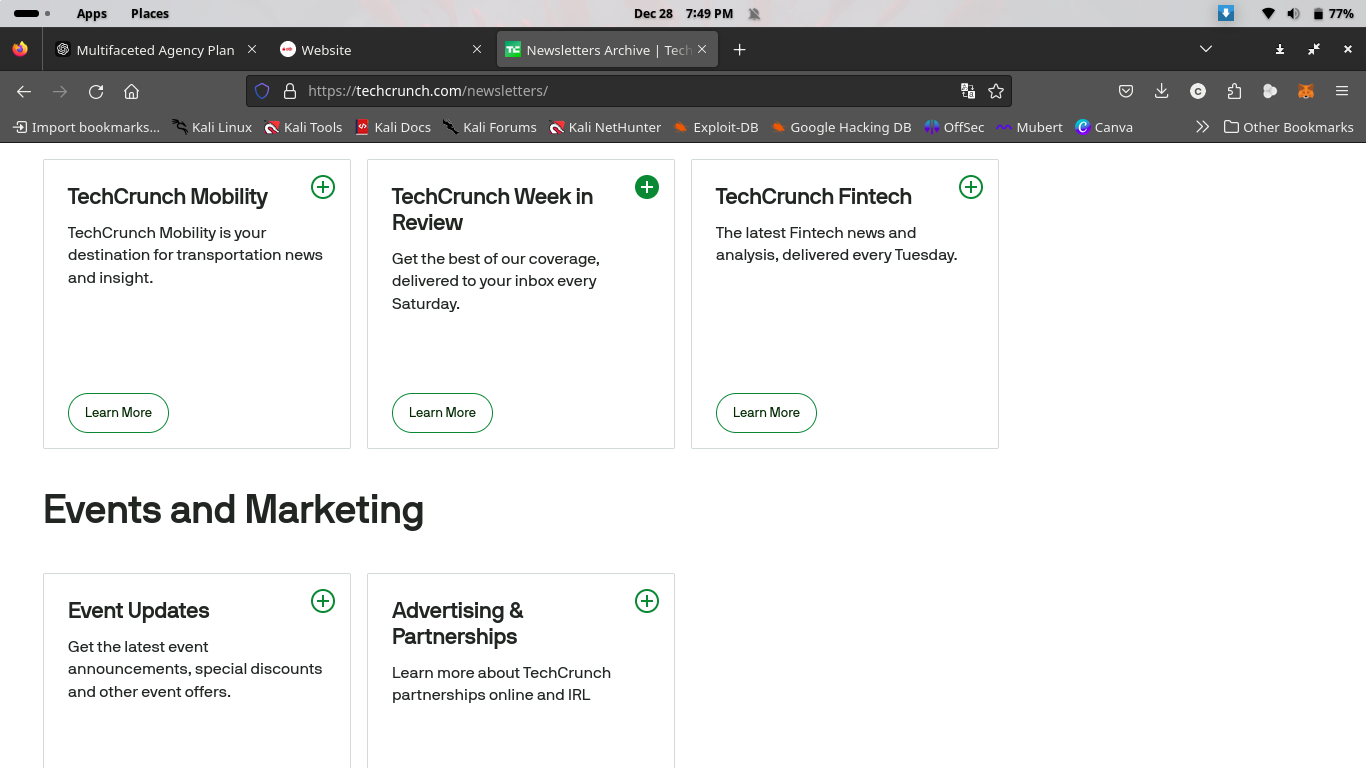 Apps Places Dec 28 7:49 PM 77%
Multifaceted Agency Plan Website Newsletters Archive | Tech
https://techcrunch.com/newsletters/
Import bookmarks... Kali Linux Kali Tools Kali Docs Kali Forums Kali NetHunter Exploit-DB Google Hacking DB OffSec Mubert Canva Other Bookmarks
TechCrunch Mobility
TechCrunch Mobility is your
destination for transportation news
and insight.
Learn More
TechCrunch Week in
Review
Get the best of our coverage,
delivered to your inbox every
Saturday.
Learn More
TechCrunch Fintech
The latest Fintech news and
analysis, delivered every Tuesday.
Learn More
Events and Marketing
Event Updates
Get the latest event
announcements, special discounts
and other event offers.
Advertising &
Partnerships
Learn more about TechCrunch
partnerships online and IRL